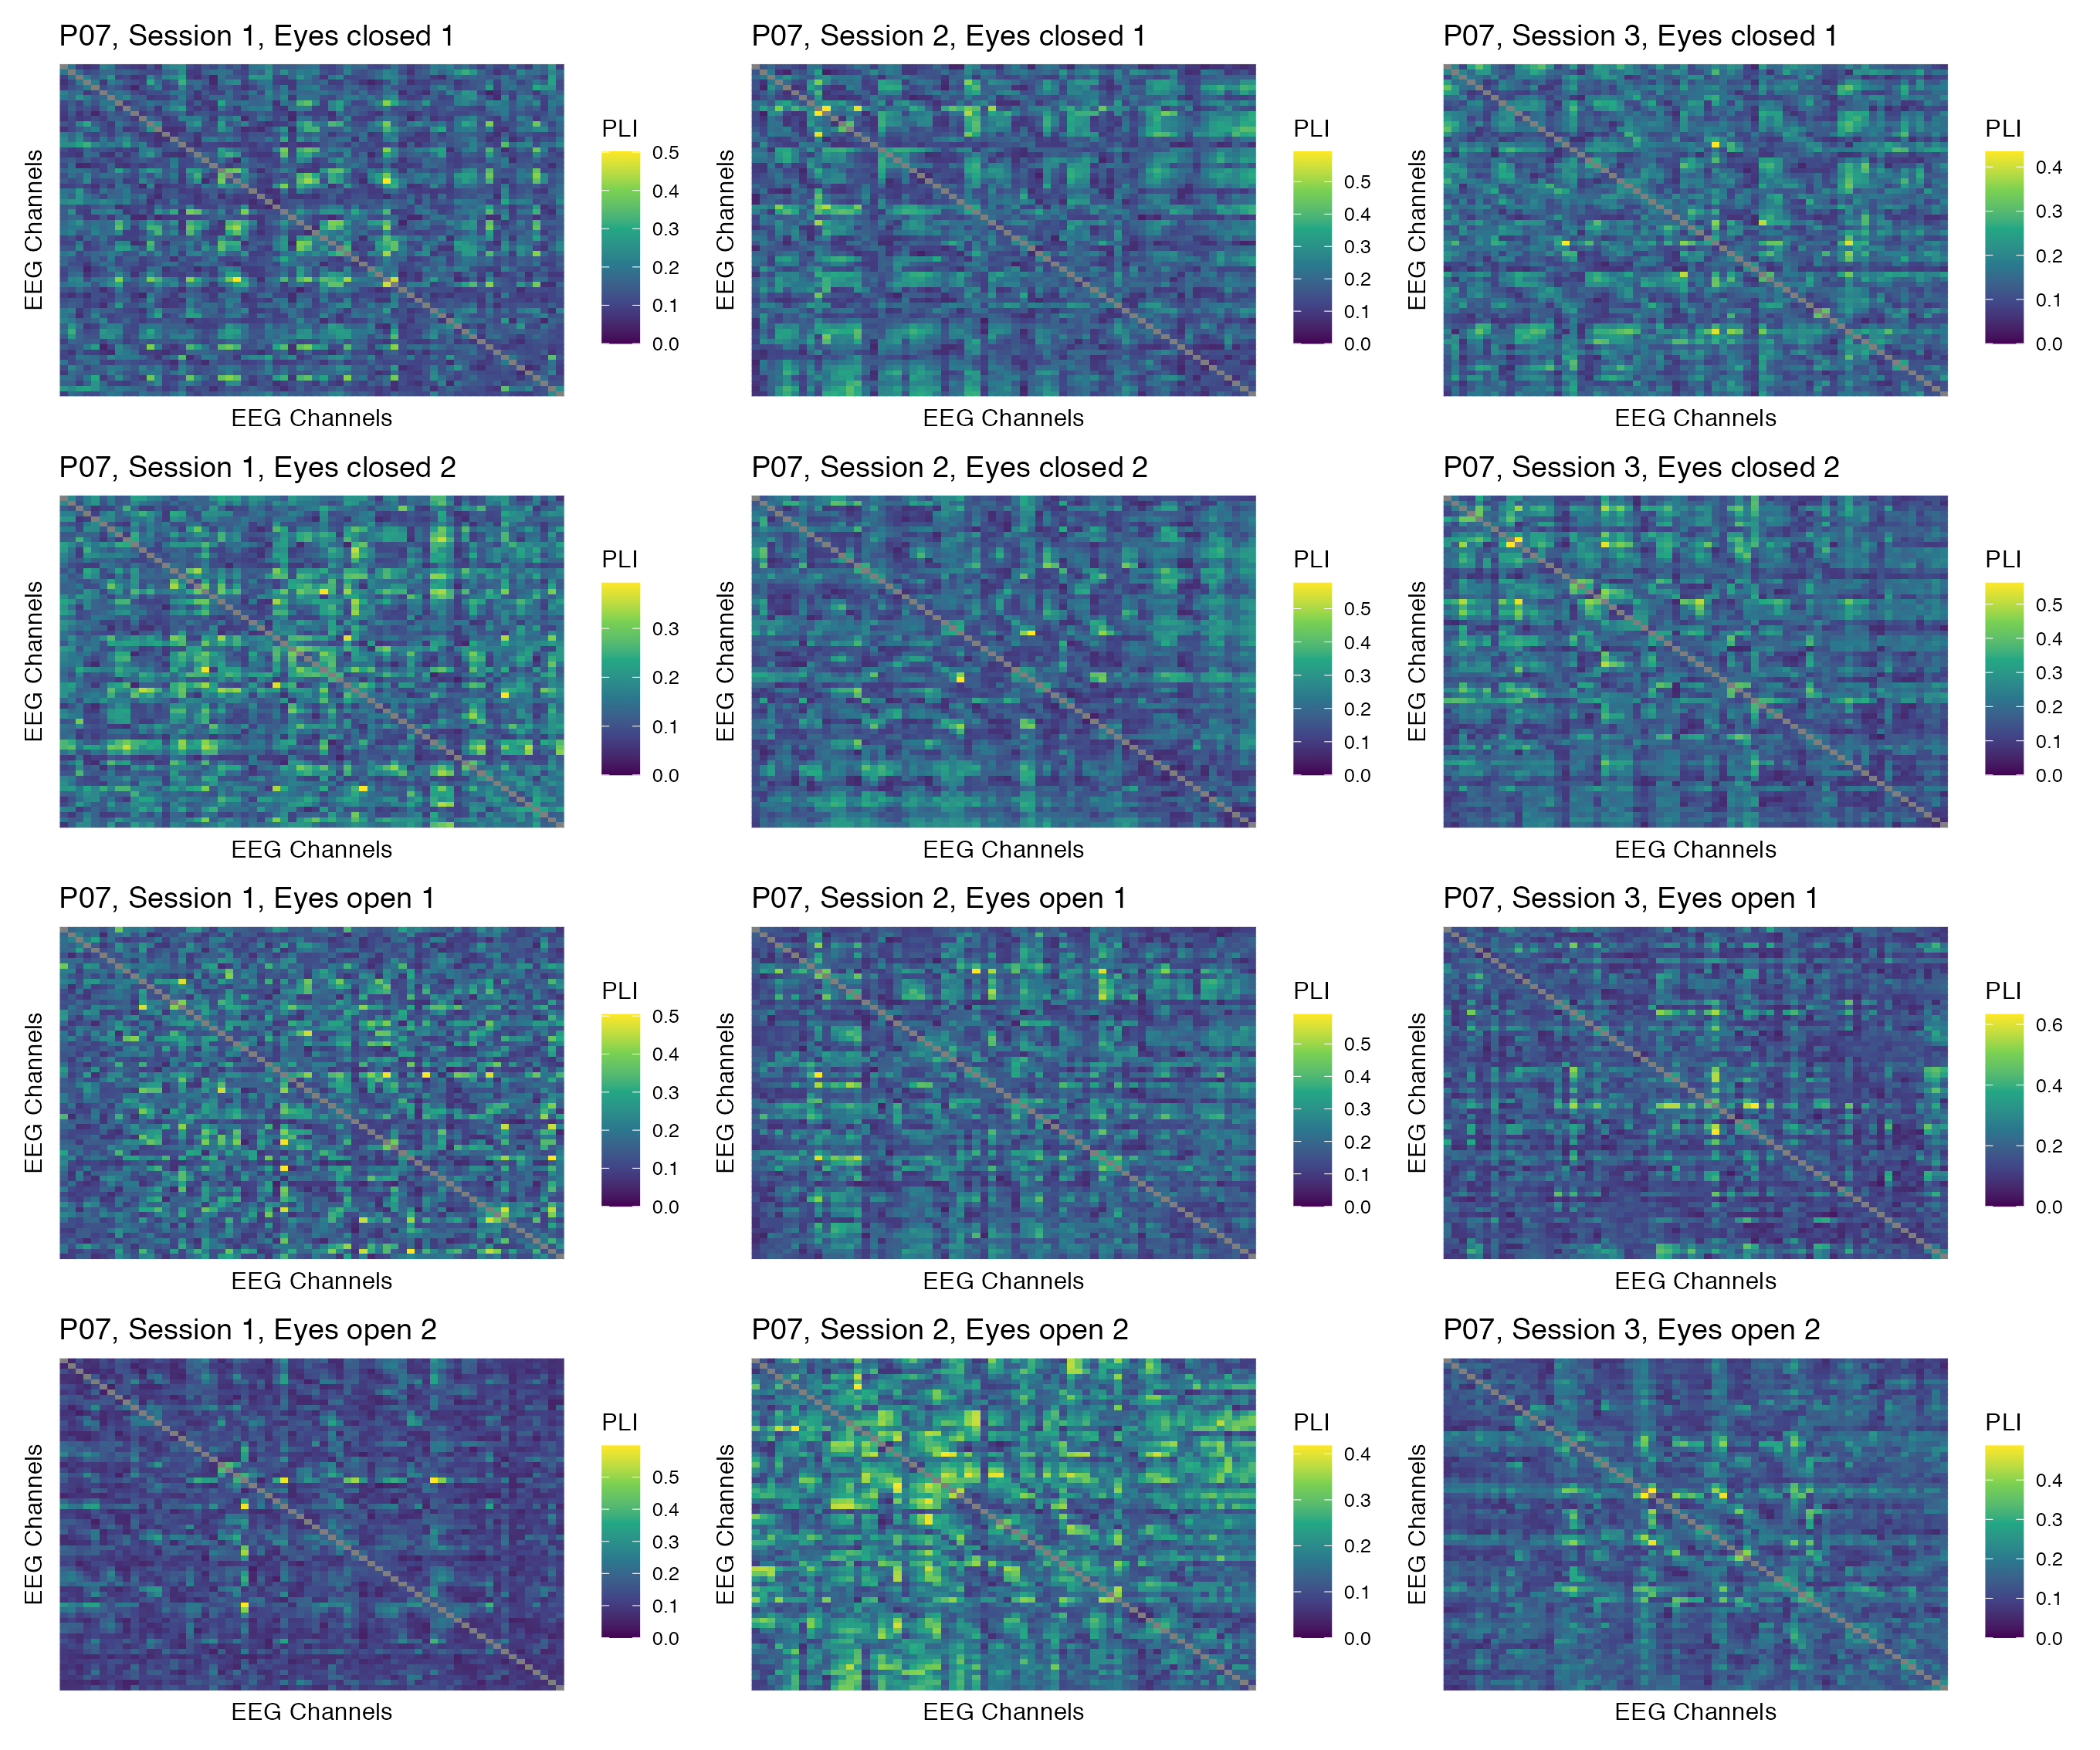 P07, Session 1, Eyes closed 1
EEG Channels
EEG Channels
PLI
0.5
0.4
0.3
0.2
0.1
0.0
P07, Session 2, Eyes closed 1
EEG Channels
EEG Channels
PLI
0.5
0.4
0.3
0.2
0.1
0.0
P07, Session 3, Eyes closed 1
EEG Channels
EEG Channels
PLI
0.4
0.3
0.2
0.1
0.0
P07, Session 1, Eyes closed 2
EEG Channels
EEG Channels
PLI
0.3
0.2
0.1
0.0
P07, Session 2, Eyes closed 2
EEG Channels
EEG Channels
PLI
0.5
0.4
0.3
0.2
0.1
0.0
P07, Session 3, Eyes closed 2
EEG Channels
EEG Channels
PLI
0.5
0.4
0.3
0.2
0.1
0.0
P07, Session 1, Eyes open 1
EEG Channels
EEG Channels
PLI
0.5
0.4
0.3
0.2
0.1
0.0
P07, Session 2, Eyes open 1
EEG Channels
EEG Channels
PLI
0.5
0.4
0.3
0.2
0.1
0.0
P07, Session 3, Eyes open 1
EEG Channels
EEG Channels
PLI
0.6
0.4
0.2
0.0
P07, Session 1, Eyes open 2
EEG Channels
EEG Channels
PLI
0.5
0.4
0.3
0.2
0.1
0.0
P07, Session 2, Eyes open 2
EEG Channels
EEG Channels
PLI
0.4
0.3
0.2
0.1
0.0
P07, Session 3, Eyes open 2
EEG Channels
EEG Channels
PLI
0.4
0.3
0.2
0.1
0.0